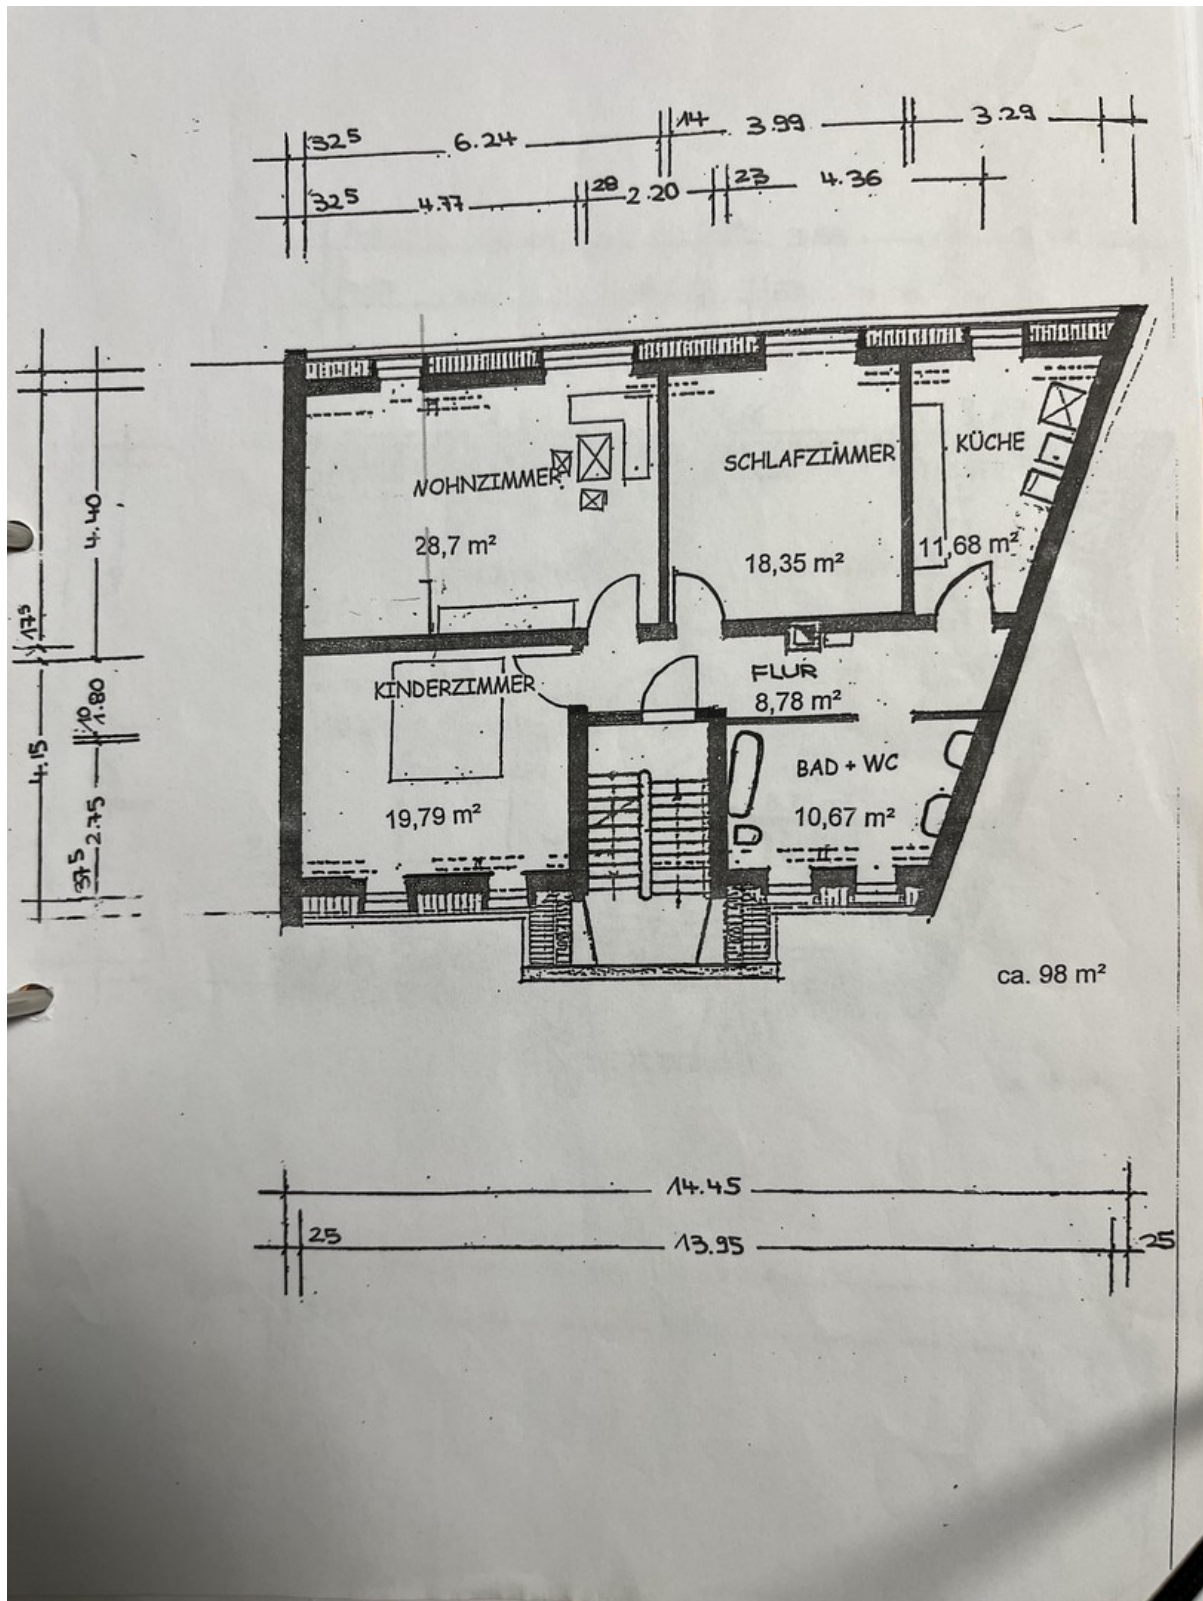 32⁵ 6.24 14 3.99 3.29
32⁵ 4.77 28 2.20 23 4.36
WOHNZIMMER
28,7 m²
SCHLAFZIMMER
18,35 m²
KÜCHE
11,68 m²
KINDERZIMMER
19,79 m²
FLUR
8,78 m²
BAD + WC
10,67 m²
4.40
17⁵
4.15
10
1.80
2.75
37⁵
ca. 98 m²
14.45
25 13.95 25